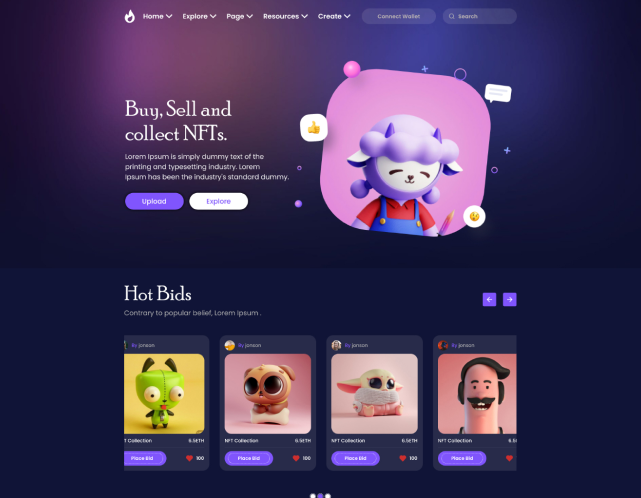 Home Explore Page Resources Create Connect Wallet Search
Buy, Sell and
collect NFTs.
Lorem Ipsum is simply dummy text of the
printing and typesetting industry. Lorem
Ipsum has been the industry's standard dummy.
Upload Explore
Hot Bids
Contrary to popular belief, Lorem Ipsum .
By jonson By jonson By jonson By jonson
T Collection 6.5ETH NFT Collection 6.5ETH NFT Collection 6.5ETH NFT Collection 6.5
Place Bid 100 Place Bid 100 Place Bid 100 Place Bid